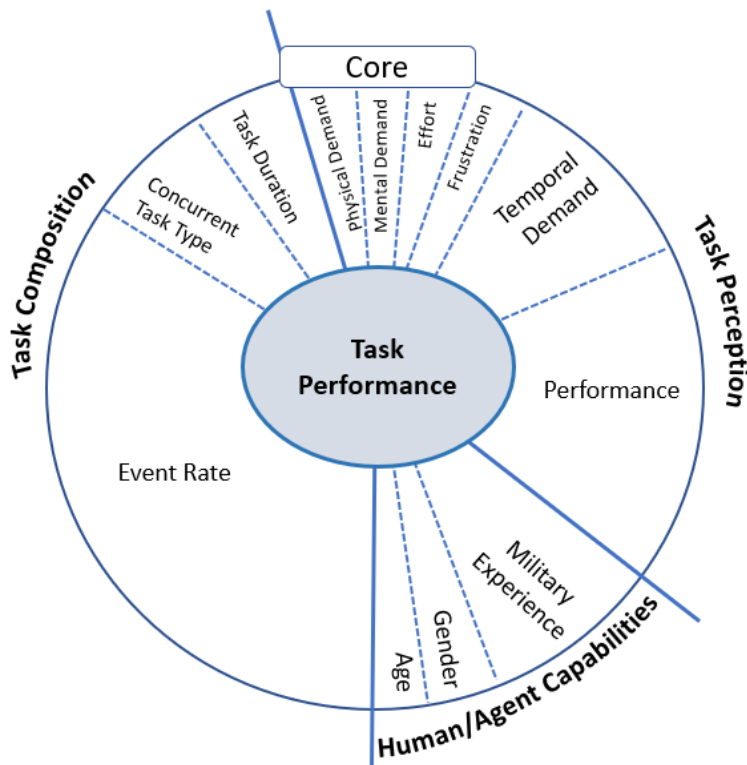 Core
Physical Demand
Mental Demand
Effort
Frustration
Temporal
Demand
Task Duration
Concurrent
Task Type
Task Composition
Task Perception
Task
Performance
Performance
Event Rate
Military
Experience
Gender
Age
Human/Agent Capabilities